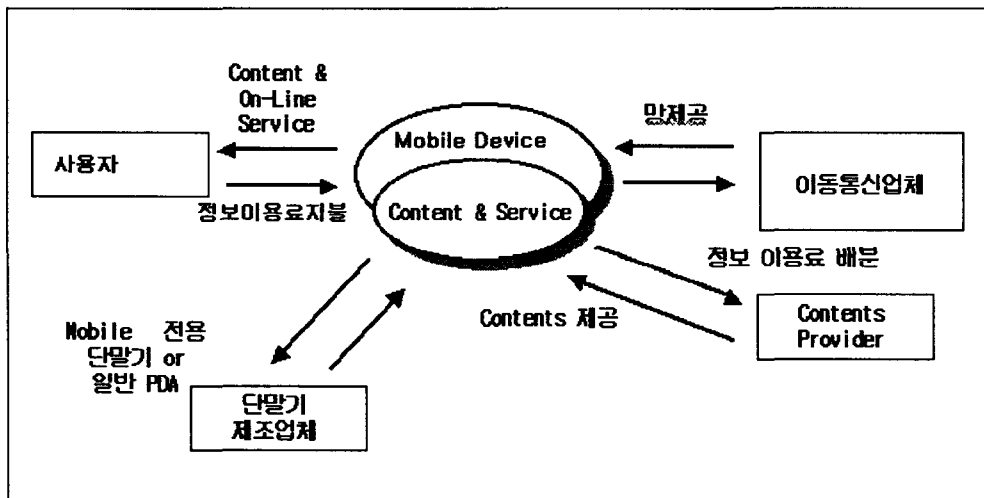 Content &
On-Line
Service
사용자
정보이용료지불
Mobile Device
Content & Service
망제공
이동통신업체
정보 이용료 배분
Contents 제공
Contents
Provider
Mobile 전용
단말기 or
일반 PDA
단말기
제조업체